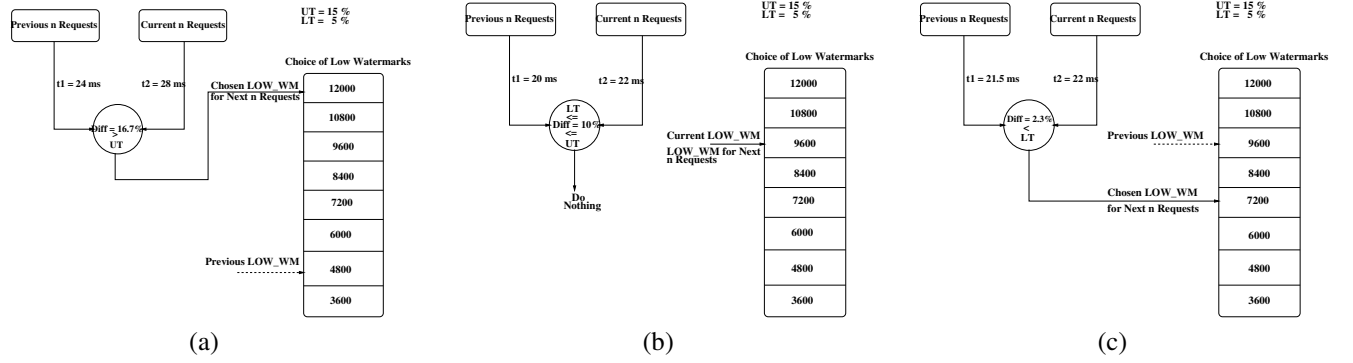 UT = 15 %
LT = 5 %
Previous n Requests
Current n Requests
Choice of Low Watermarks
t1 = 24 ms
t2 = 28 ms
Chosen LOW_WM
for Next n Requests
Diff = 16.7%
>
UT
12000
10800
9600
8400
7200
6000
4800
3600
Previous LOW_WM
(a)
UT = 15 %
LT = 5 %
Previous n Requests
Current n Requests
Choice of Low Watermarks
t1 = 20 ms
t2 = 22 ms
LT
<=
Diff = 10%
<=
UT
Current LOW_WM
LOW_WM for Next
n Requests
Do
Nothing
12000
10800
9600
8400
7200
6000
4800
3600
(b)
UT = 15 %
LT = 5 %
Previous n Requests
Current n Requests
Choice of Low Watermarks
t1 = 21.5 ms
t2 = 22 ms
Diff = 2.3%
<
LT
Previous LOW_WM
Chosen LOW_WM
for Next n Requests
12000
10800
9600
8400
7200
6000
4800
3600
(c)